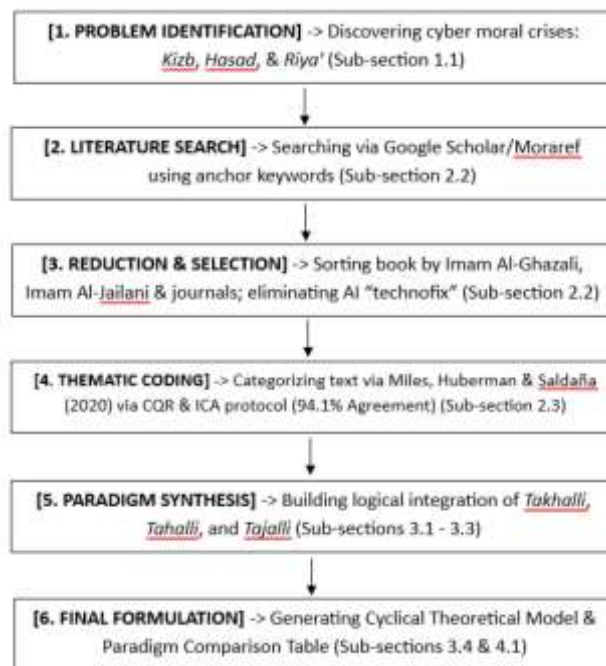 [1. PROBLEM IDENTIFICATION] -> Discovering cyber moral crises:
Kizb, Hasad, & Riya' (Sub-section 1.1)
[2. LITERATURE SEARCH] -> Searching via Google Scholar/Moraref
using anchor keywords (Sub-section 2.2)
[3. REDUCTION & SELECTION] -> Sorting book by Imam Al-Ghazali,
Imam Al-Jailani & journals; eliminating AI “technofix” (Sub-section 2.2)
[4. THEMATIC CODING] -> Categorizing text via Miles, Huberman & Saldaña
(2020) via CQR & ICA protocol (94.1% Agreement) (Sub-section 2.3)
[5. PARADIGM SYNTHESIS] -> Building logical integration of Takhalli,
Tahalli, and Tajalli (Sub-sections 3.1 - 3.3)
[6. FINAL FORMULATION] -> Generating Cyclical Theoretical Model &
Paradigm Comparison Table (Sub-sections 3.4 & 4.1)